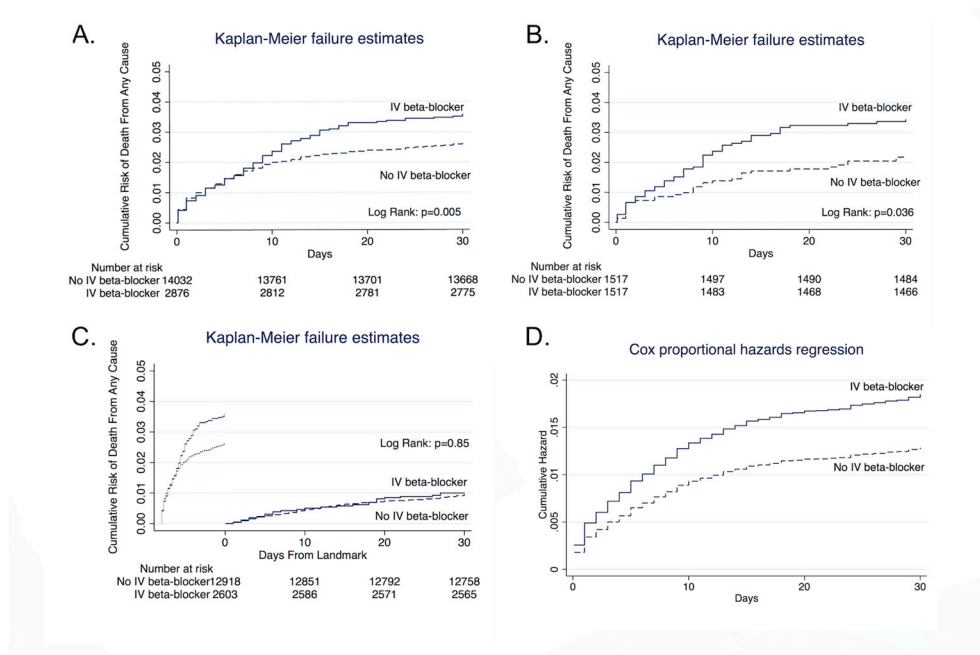 A.
Kaplan-Meier failure estimates
Cumulative Risk of Death From Any Cause
0.05
0.04
0.03
0.02
0.01
0.00
IV beta-blocker
No IV beta-blocker
Log Rank: p=0.005
0 10 20 30
Days
Number at risk
No IV beta-blocker 14032 13761 13701 13668
IV beta-blocker 2876 2812 2781 2775
B.
Kaplan-Meier failure estimates
Cumulative Risk of Death From Any Cause
0.05
0.04
0.03
0.02
0.01
0.00
IV beta-blocker
No IV beta-blocker
Log Rank: p=0.036
0 10 20 30
Days
Number at risk
No IV beta-blocker 1517 1497 1490 1484
IV beta-blocker 1517 1483 1468 1466
C.
Kaplan-Meier failure estimates
Cumulative Risk of Death From Any Cause
0.05
0.04
0.03
0.02
0.01
0.00
Log Rank: p=0.85
IV beta-blocker
No IV beta-blocker
0 10 20 30
Days From Landmark
Number at risk
No IV beta-blocker12918 12851 12792 12758
IV beta-blocker 2603 2586 2571 2565
D.
Cox proportional hazards regression
Cumulative Hazard
.02
.015
.01
.005
0
IV beta-blocker
No IV beta-blocker
0 10 20 30
Days